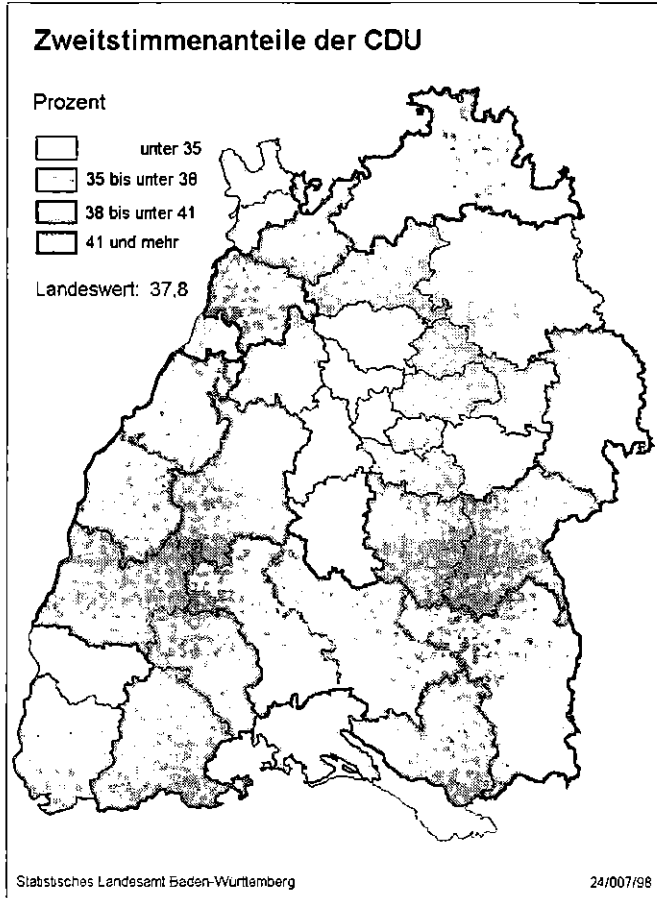 Zweitstimmenanteile der CDU
Prozent
unter 35
35 bis unter 38
38 bis unter 41
41 und mehr
Landeswert: 37,8
Statistisches Landesamt Baden-Württemberg
24/007/98